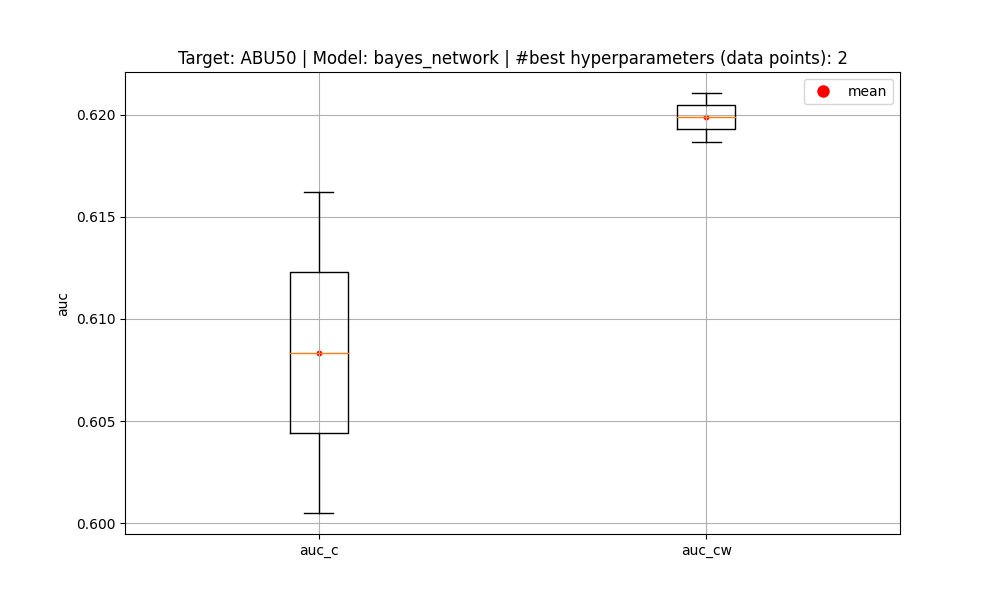 Target: ABU50 | Model: bayes_network | #best hyperparameters (data points): 2
mean
0.620
0.615
0.610
0.605
0.600
auc
auc_c
auc_cw